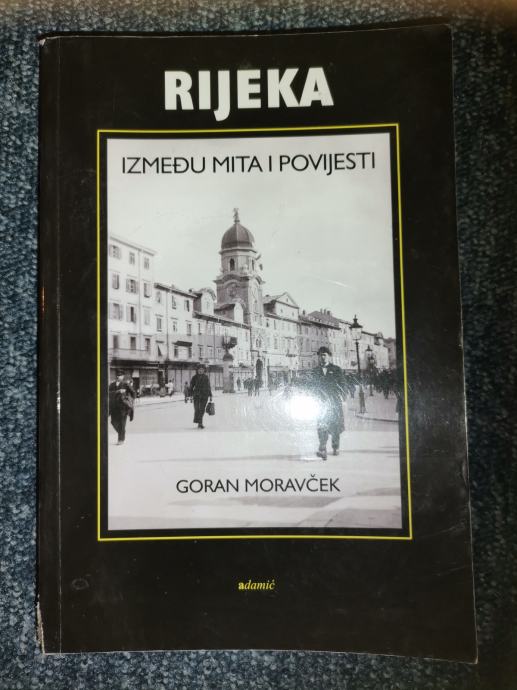 RIJEKA
IZMEĐU MITA I POVIJESTI
GORAN MORAVČEK
adamić